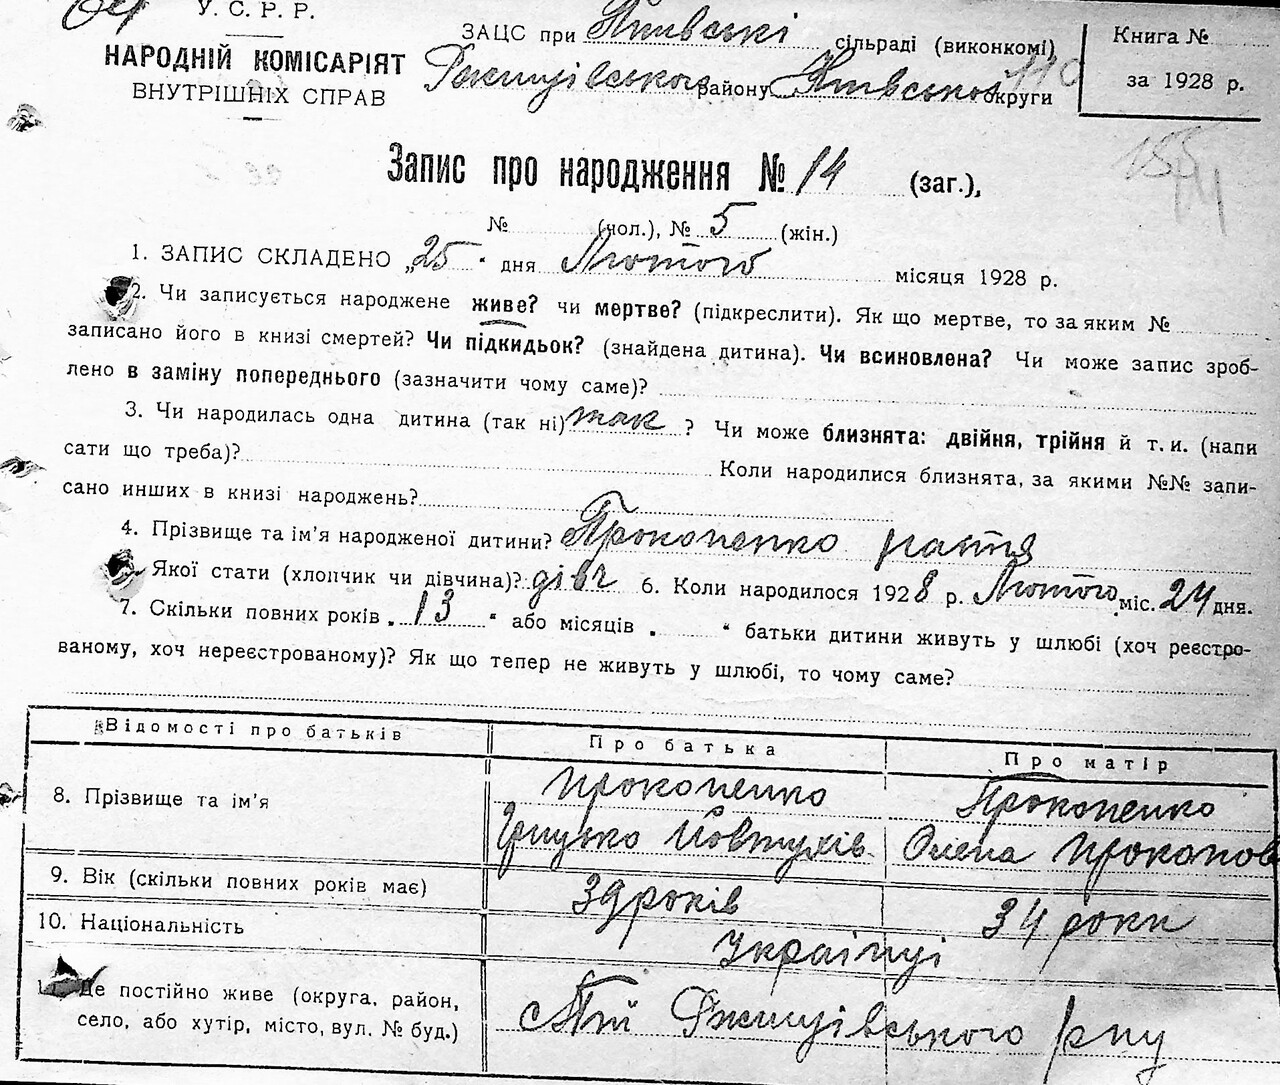 У. С. Р. Р.
НАРОДНІЙ КОМІСАРІЯТ
ВНУТРІШНІХ СПРАВ
ЗАЦС при сільраді (виконкомі)
району округи
Книга №
за 1928 р.
Запис про народження № 14 (заг.),
№ (чол.), № 5 (жін.)
1. ЗАПИС СКЛАДЕНО „25" дня Лютого місяця 1928 р.
2. Чи записується народжене живе? чи мертве? (підкреслити). Як що мертве, то за яким №
записано його в книзі смертей? Чи підкидьок? (знайдена дитина). Чи всиновлена? Чи може запис зроб-
лено в заміну попереднього (зазначити чому саме)?
3. Чи народилась одна дитина (так ні) так ? Чи може близнята: двійня, трійня й т. и. (напи
сати що треба)? Коли народилися близнята, за якими №№ запи-
сано инших в книзі народжень?
4. Прізвище та ім'я народженої дитини? Прокопенко Настя
Якої стати (хлопчик чи дівчина)? дівч 6. Коли народилося 1928 р. Лютого міс. 24 дня.
7. Скільки повних років „13" або місяців „ " батьки дитини живуть у шлюбі (хоч реєстро-
ваному, хоч нереєстрованому)? Як що тепер не живуть у шлюбі, то чому саме?
Відомості про батьків Про батька Про матір
8. Прізвище та ім'я Прокопенко Прокопенко
Грицько Олена
9. Вік (скільки повних років має) 39 років 34 роки
10. Національність Українці
Де постійно живе (округа, район,
село, або хутір, місто, вул. № буд.)